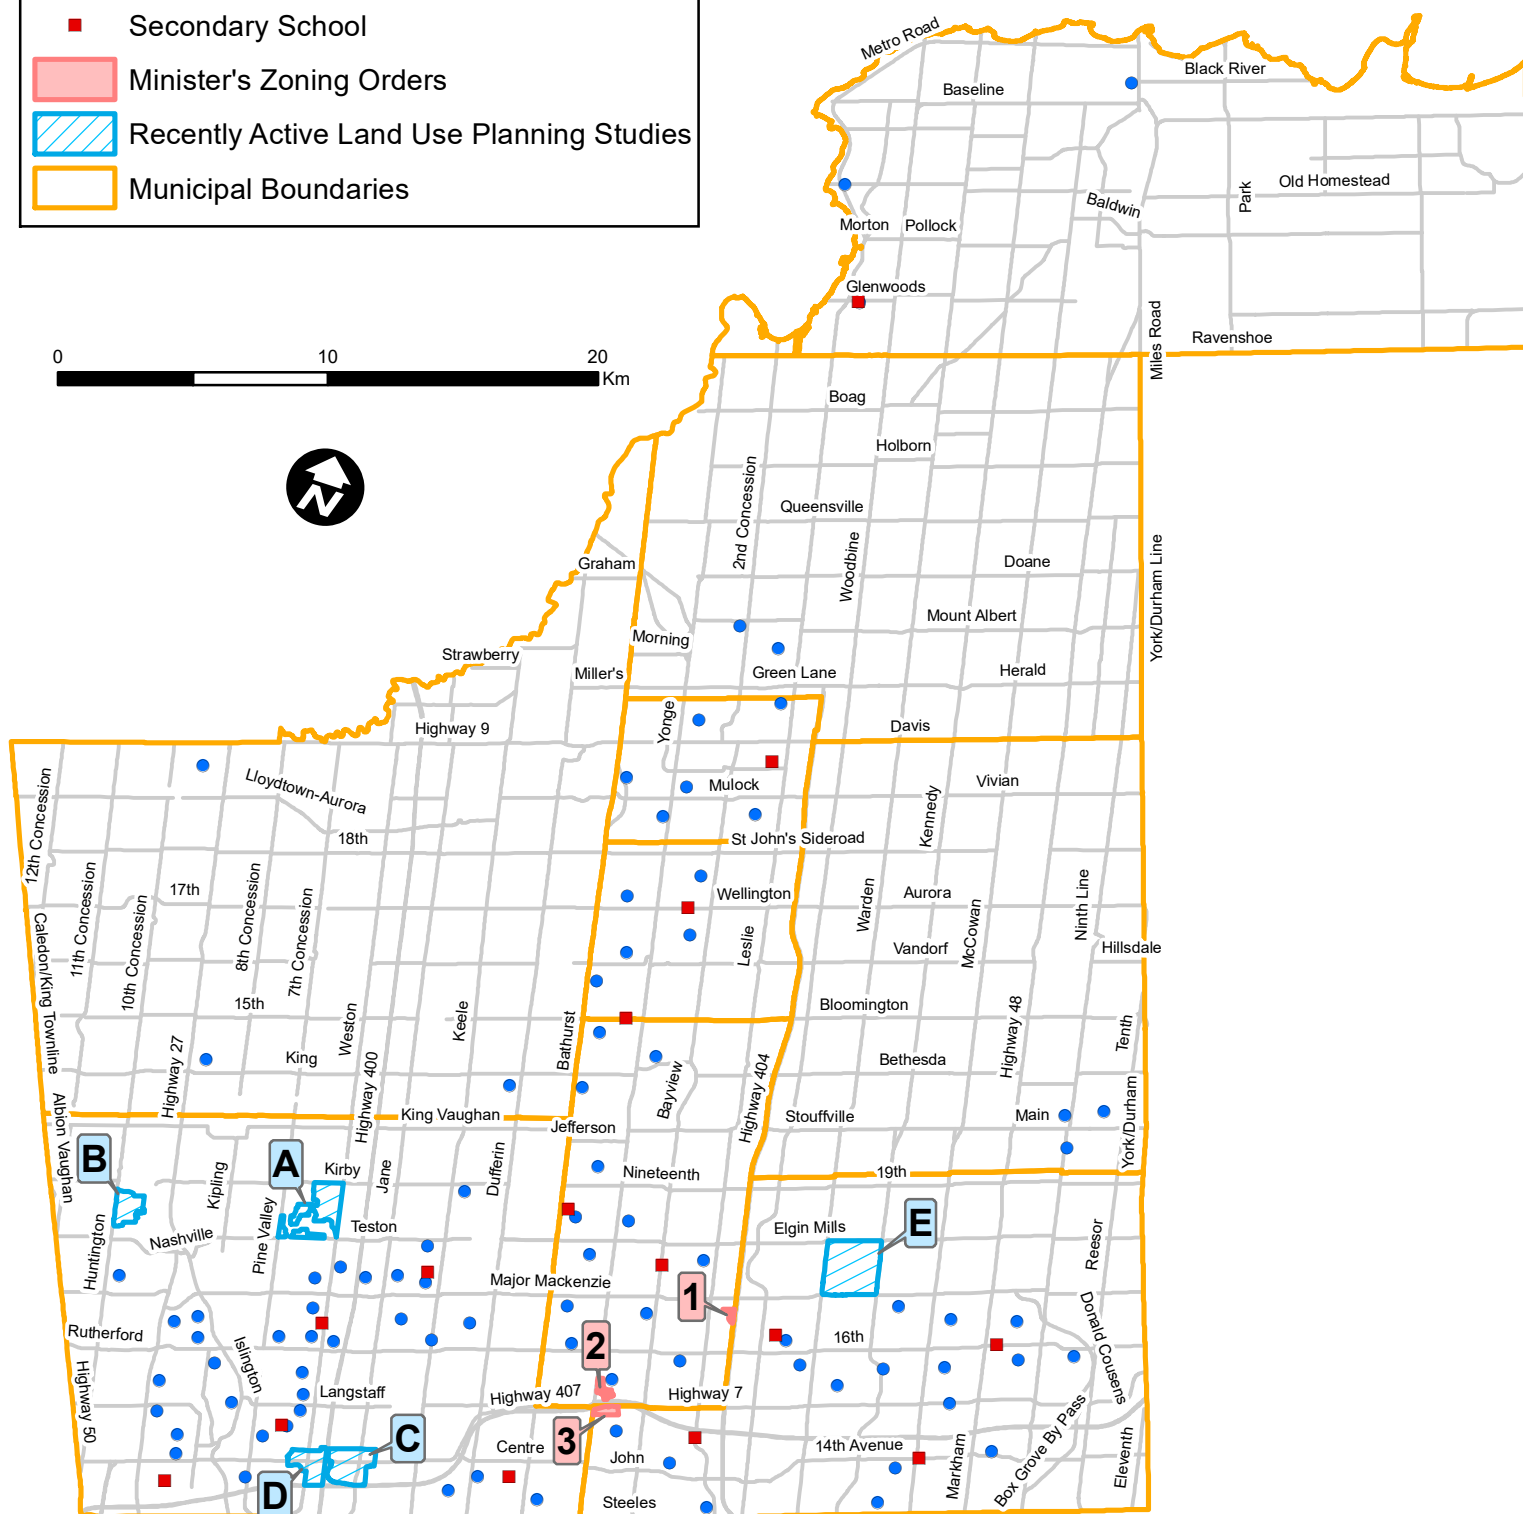 Secondary School
Minister's Zoning Orders
Recently Active Land Use Planning Studies
Municipal Boundaries
0 10 20
Km
N
Metro Road
Black River
Baseline
Old Homestead
Park
Baldwin
Morton
Pollock
Glenwoods
Miles Road
Ravenshoe
Boag
Holborn
2nd Concession
Queensville
Woodbine
Doane
York/Durham Line
Graham
Mount Albert
Morning
Strawberry
Miller's
Green Lane
Herald
Yonge
Highway 9
Davis
12th Concession
Lloydtown-Aurora
Mulock
Vivian
Kennedy
18th
St John's Sideroad
11th Concession
17th
10th Concession
8th Concession
7th Concession
Wellington
Warden
Aurora
McCowan
Ninth Line
Caledon/King Townline
Leslie
Vandorf
Hillsdale
15th
Weston
Keele
Bathurst
Bloomington
Highway 48
Tenth
Highway 27
King
Highway 400
Bayview
Highway 404
Bethesda
Albion Vaughan
King Vaughan
Jefferson
Stouffville
Main
York/Durham
B
A
Kirby
Jane
Dufferin
Nineteenth
19th
Kipling
Pine Valley
Teston
Huntington
Nashville
Elgin Mills
E
Reesor
Major Mackenzie
1
Donald Cousens
Rutherford
Islington
2
16th
Highway 50
Langstaff
Highway 407
Highway 7
C
Centre
3
John
14th Avenue
Markham
Box Grove By Pass
Eleventh
D
Steeles